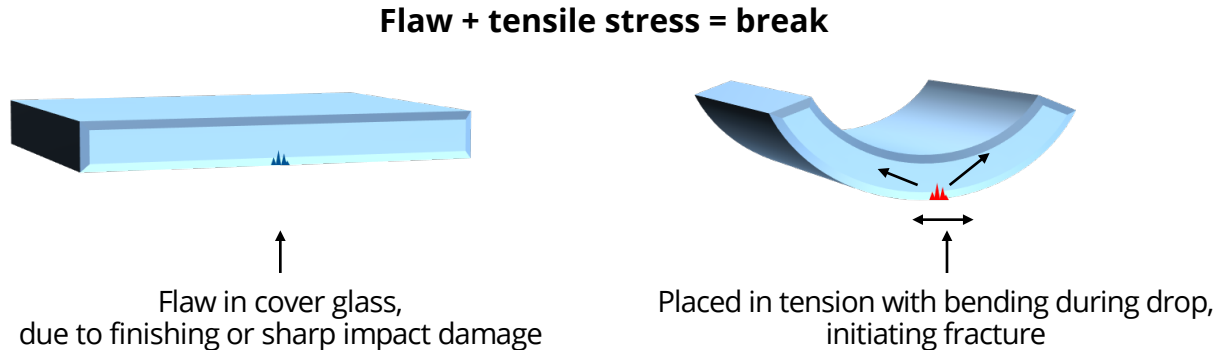 Flaw + tensile stress = break
Flaw in cover glass,
due to finishing or sharp impact damage
Placed in tension with bending during drop,
initiating fracture